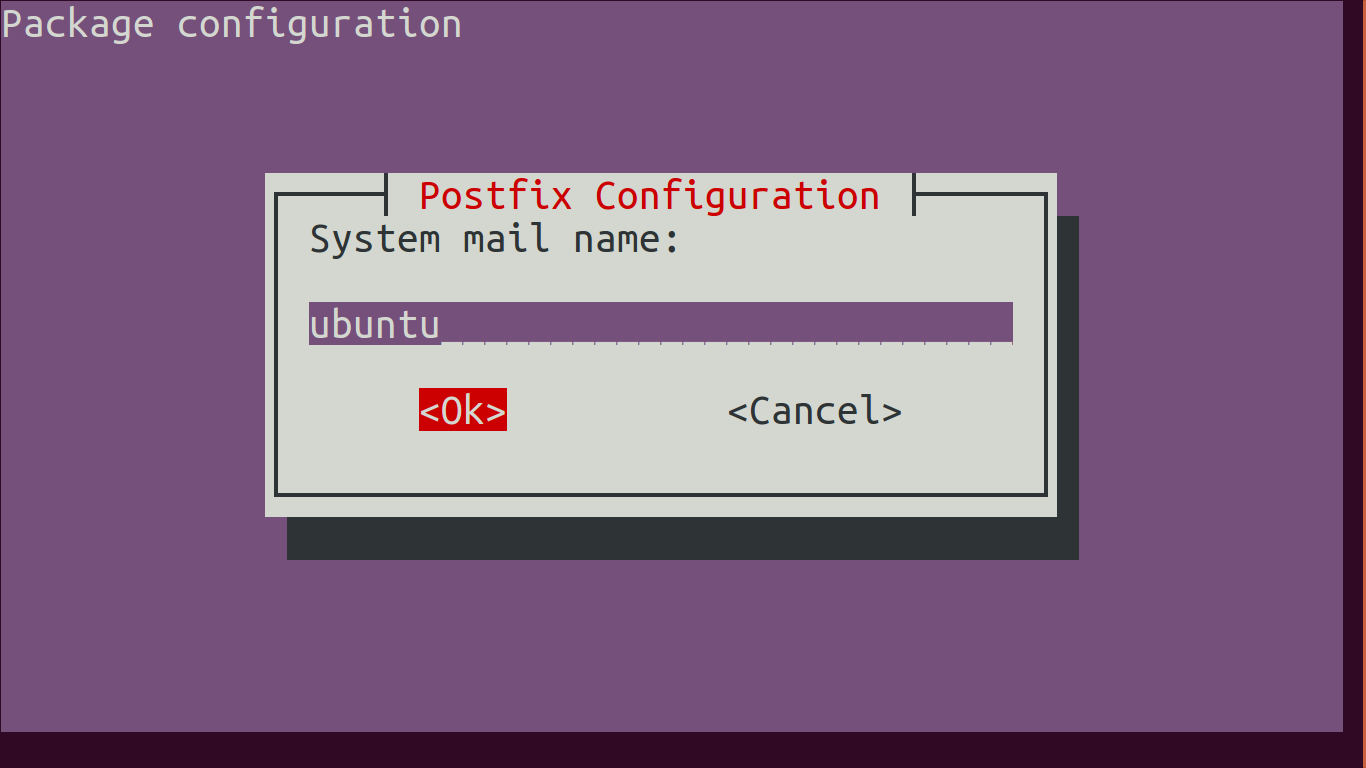 Package configuration
Postfix Configuration
System mail name:
ubuntu
<Ok> <Cancel>